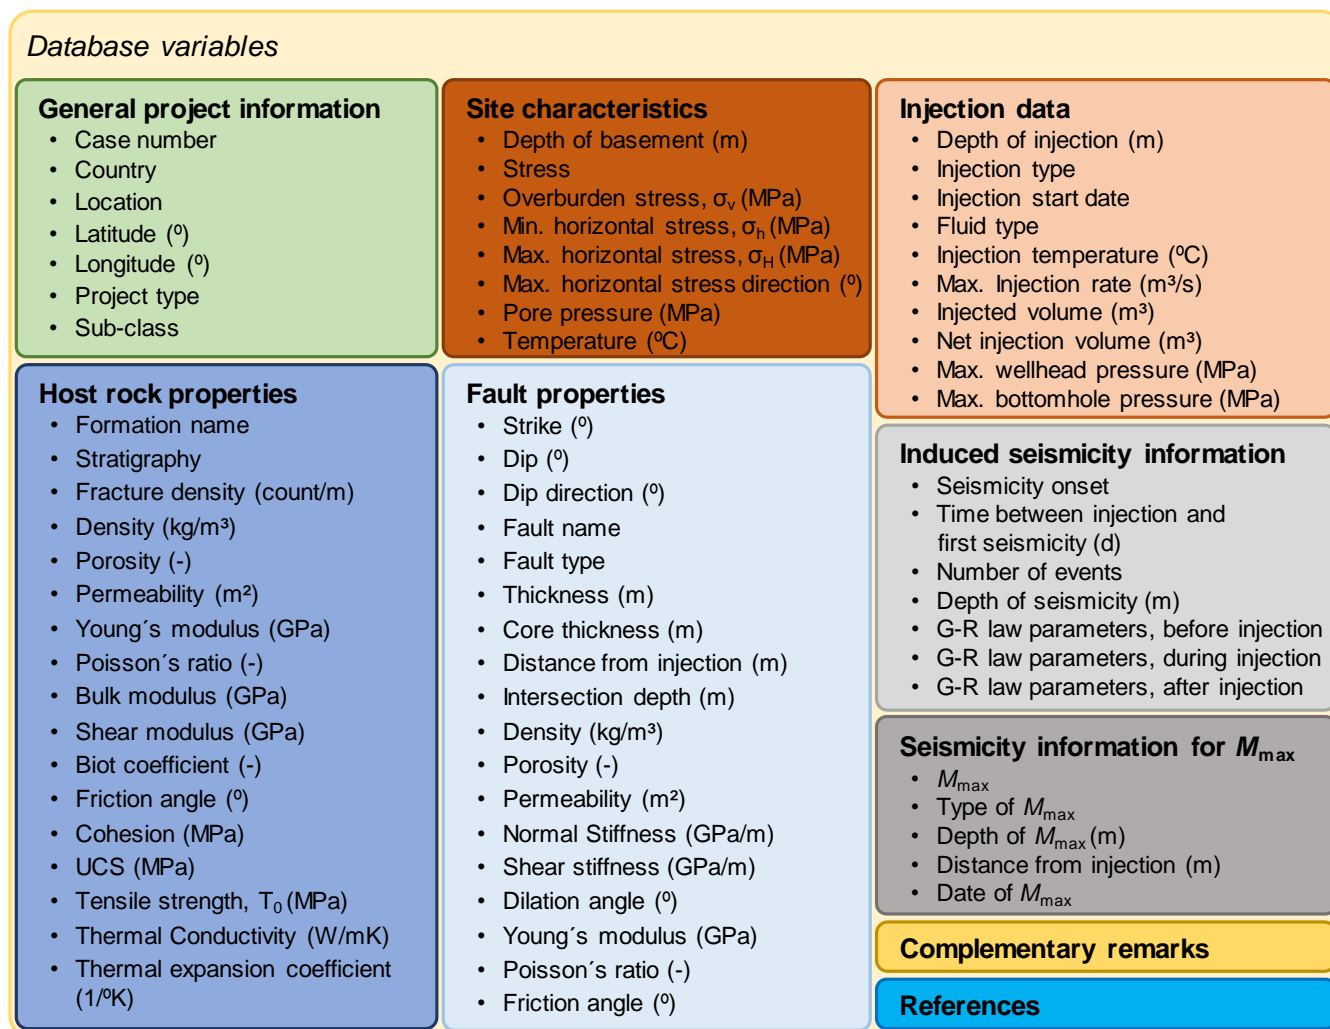 Database variables
General project information
• Case number
• Country
• Location
• Latitude (º)
• Longitude (º)
• Project type
• Sub-class
Site characteristics
• Depth of basement (m)
• Stress
• Overburden stress, σv (MPa)
• Min. horizontal stress, σh (MPa)
• Max. horizontal stress, σH (MPa)
• Max. horizontal stress direction (º)
• Pore pressure (MPa)
• Temperature (ºC)
Injection data
• Depth of injection (m)
• Injection type
• Injection start date
• Fluid type
• Injection temperature (ºC)
• Max. Injection rate (m³/s)
• Injected volume (m³)
• Net injection volume (m³)
• Max. wellhead pressure (MPa)
• Max. bottomhole pressure (MPa)
Host rock properties
• Formation name
• Stratigraphy
• Fracture density (count/m)
• Density (kg/m³)
• Porosity (-)
• Permeability (m²)
• Young´s modulus (GPa)
• Poisson´s ratio (-)
• Bulk modulus (GPa)
• Shear modulus (GPa)
• Biot coefficient (-)
• Friction angle (º)
• Cohesion (MPa)
• UCS (MPa)
• Tensile strength, T0 (MPa)
• Thermal Conductivity (W/mK)
• Thermal expansion coefficient
(1/ºK)
Fault properties
• Strike (º)
• Dip (º)
• Dip direction (º)
• Fault name
• Fault type
• Thickness (m)
• Core thickness (m)
• Distance from injection (m)
• Intersection depth (m)
• Density (kg/m³)
• Porosity (-)
• Permeability (m²)
• Normal Stiffness (GPa/m)
• Shear stiffness (GPa/m)
• Dilation angle (º)
• Young´s modulus (GPa)
• Poisson´s ratio (-)
• Friction angle (º)
Induced seismicity information
• Seismicity onset
• Time between injection and
first seismicity (d)
• Number of events
• Depth of seismicity (m)
• G-R law parameters, before injection
• G-R law parameters, during injection
• G-R law parameters, after injection
Seismicity information for Mmax
• Mmax
• Type of Mmax
• Depth of Mmax (m)
• Distance from injection (m)
• Date of Mmax
Complementary remarks
References